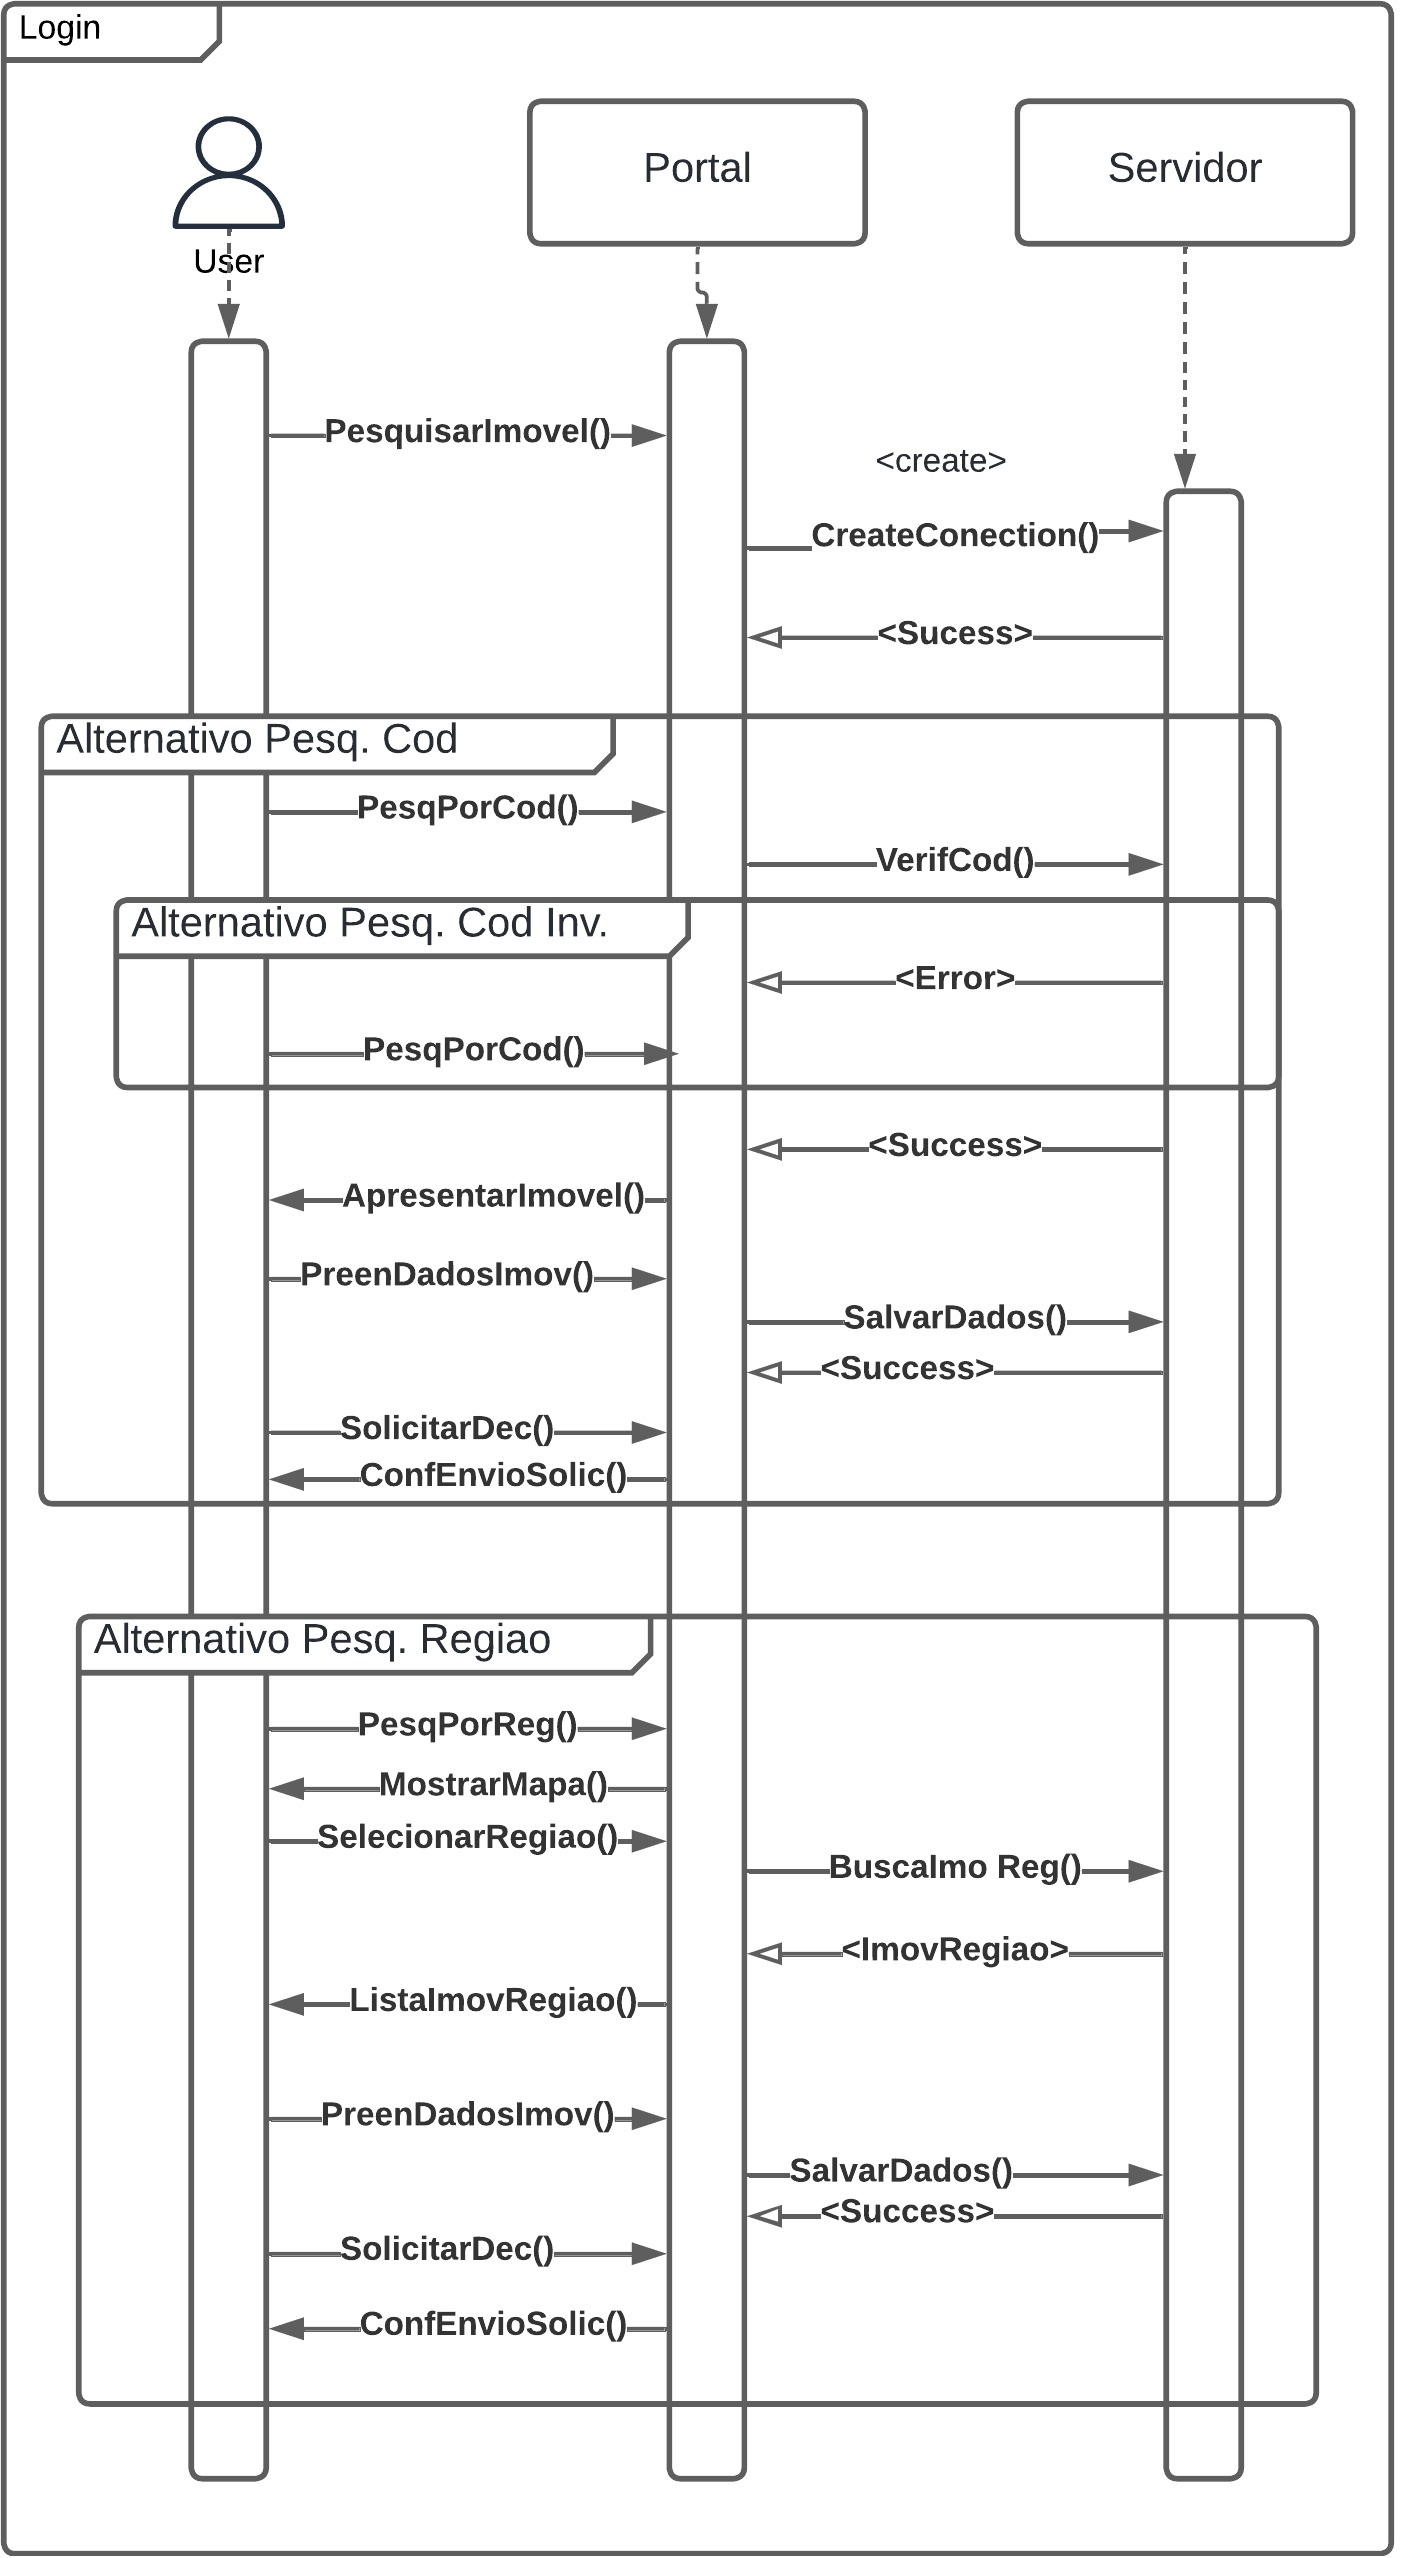 Login
User
Portal
Servidor
PesquisarImovel()
<create>
CreateConection()
<Sucess>
Alternativo Pesq. Cod
PesqPorCod()
VerifCod()
Alternativo Pesq. Cod Inv.
<Error>
PesqPorCod()
<Success>
ApresentarImovel()
PreenDadosImov()
SalvarDados()
<Success>
SolicitarDec()
ConfEnvioSolic()
Alternativo Pesq. Regiao
PesqPorReg()
MostrarMapa()
SelecionarRegiao()
BuscaImo Reg()
<ImovRegiao>
ListaImovRegiao()
PreenDadosImov()
SalvarDados()
<Success>
SolicitarDec()
ConfEnvioSolic()